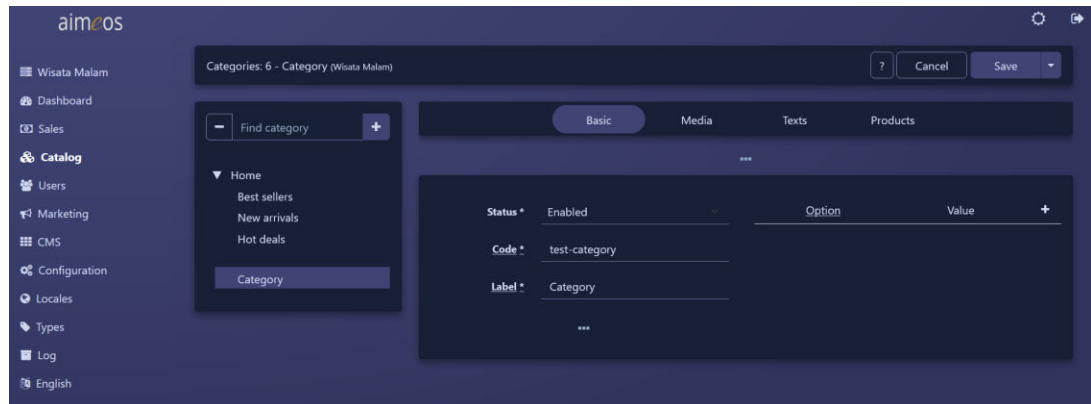 aimeos
Wisata Malam
Dashboard
Sales
Catalog
Users
Marketing
CMS
Configuration
Locales
Types
Log
English
Categories: 6 - Category (Wisata Malam)
? Cancel Save
Find category
Home
Best sellers
New arrivals
Hot deals
Category
Basic Media Texts Products
Status * Enabled
Option Value +
Code * test-category
Label * Category